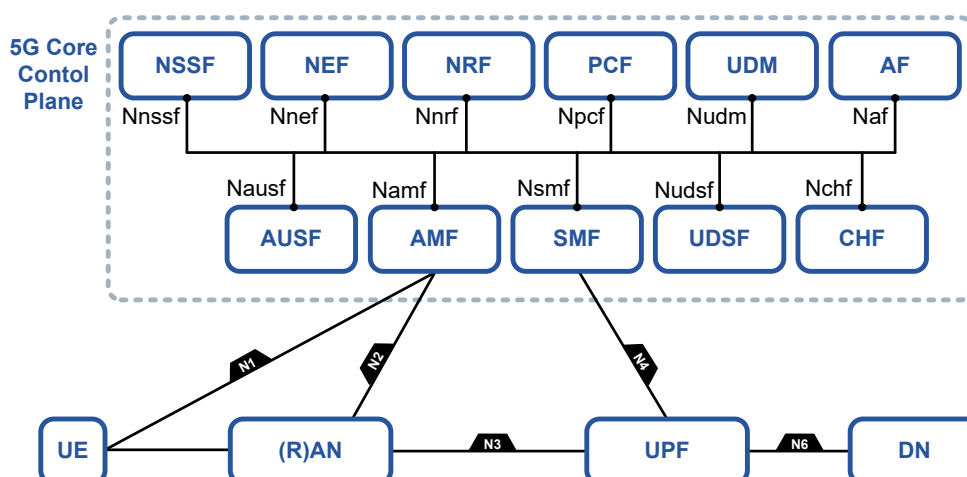 5G Core
Contol
Plane
NSSF NEF NRF PCF UDM AF
Nnssf Nnef Nnrf Npcf Nudm Naf
Nausf Namf Nsmf Nudsf Nchf
AUSF AMF SMF UDSF CHF
N1 N2 N4
UE (R)AN N3 UPF N6 DN